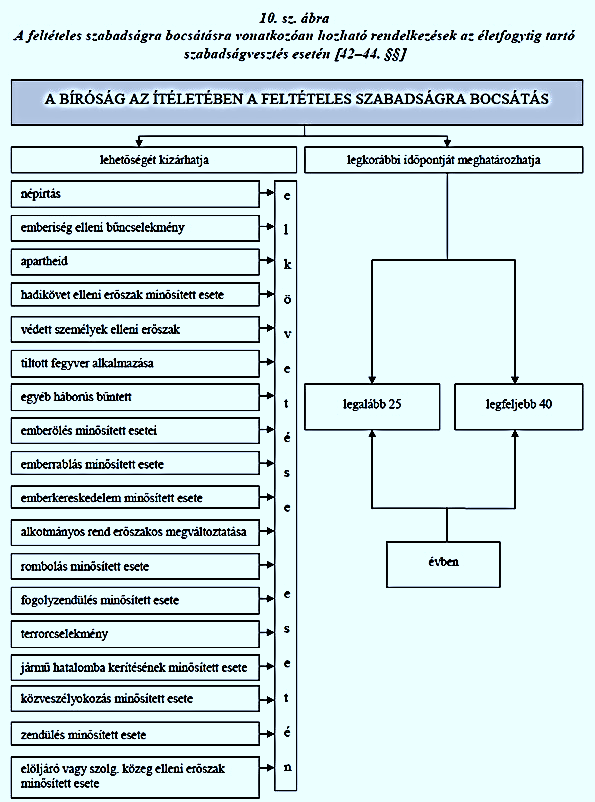 10. sz. ábra
A feltételes szabadságra bocsátásra vonatkozóan hozható rendelkezések az életfogytig tartó
szabadságvesztés esetén [42–44. §§]
A BÍRÓSÁG AZ ÍTÉLETÉBEN A FELTÉTELES SZABADSÁGRA BOCSÁTÁS
lehetőségét kizárhatja
legkorábbi időpontját meghatározhatja
népirtás
emberiség elleni bűncselekmény
apartheid
hadikövet elleni erőszak minősített esete
védett személyek elleni erőszak
tiltott fegyver alkalmazása
egyéb háborús bűntett
emberölés minősített esetei
emberrablás minősített esete
emberkereskedelem minősített esete
alkotmányos rend erőszakos megváltoztatása
rombolás minősített esete
fogolyzendülés minősített esete
terrorcselekmény
jármű hatalomba kerítésének minősített esete
közveszélyokozás minősített esete
zendülés minősített esete
elöljáró vagy szolg. közeg elleni erőszak
minősített esete
e
l
k
ö
v
e
t
é
s
e
e
s
e
t
é
n
legalább 25
legfeljebb 40
évben